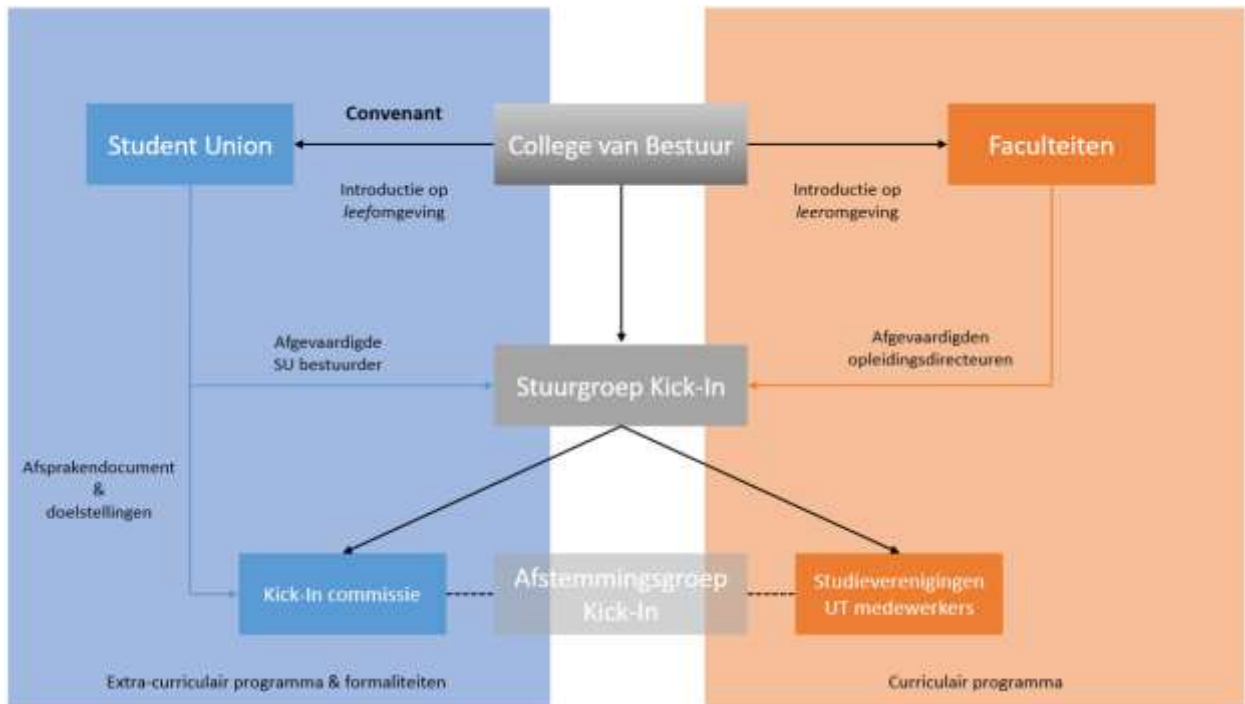 Convenant
Student Union
College van Bestuur
Faculteiten
Introductie op
leefomgeving
Introductie op
leeromgeving
Afgevaardigde
SU bestuurder
Afgevaardigden
opleidingsdirecteuren
Stuurgroep Kick-In
Afsprakendocument
&
doelstellingen
Kick-In commissie
Afstemmingsgroep
Kick-In
Studieverenigingen
UT medewerkers
Extra-curriculair programma & formaliteiten
Curriculair programma